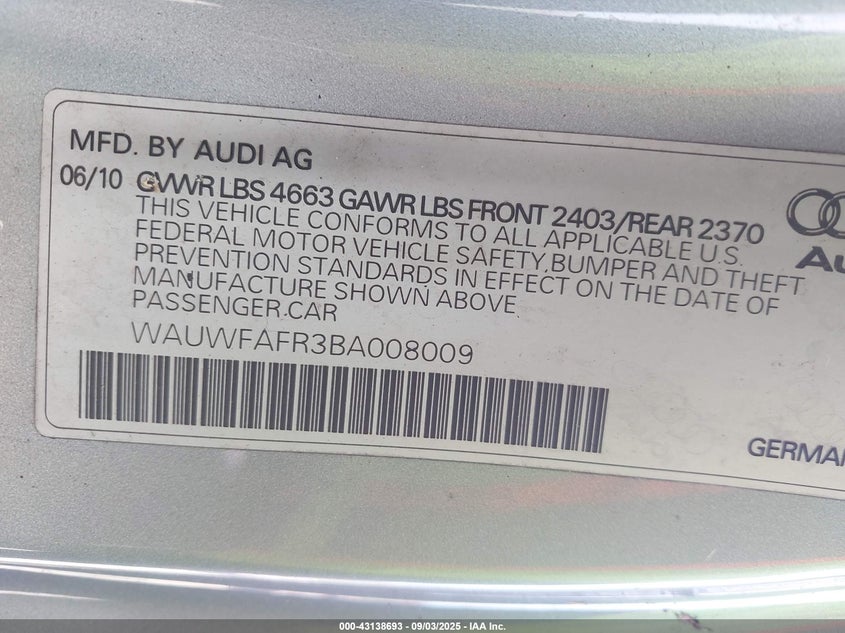 MFD. BY AUDI AG
06/10 GVWR LBS 4663 GAWR LBS FRONT 2403/REAR 2370
THIS VEHICLE CONFORMS TO ALL APPLICABLE U.S.
FEDERAL MOTOR VEHICLE SAFETY,BUMPER AND THEFT
PREVENTION STANDARDS IN EFFECT ON THE DATE OF
MANUFACTURE SHOWN ABOVE
PASSENGER.CAR
WAUWFAFR3BA008009
000-43138693 - 09/03/2025 - IAA Inc.